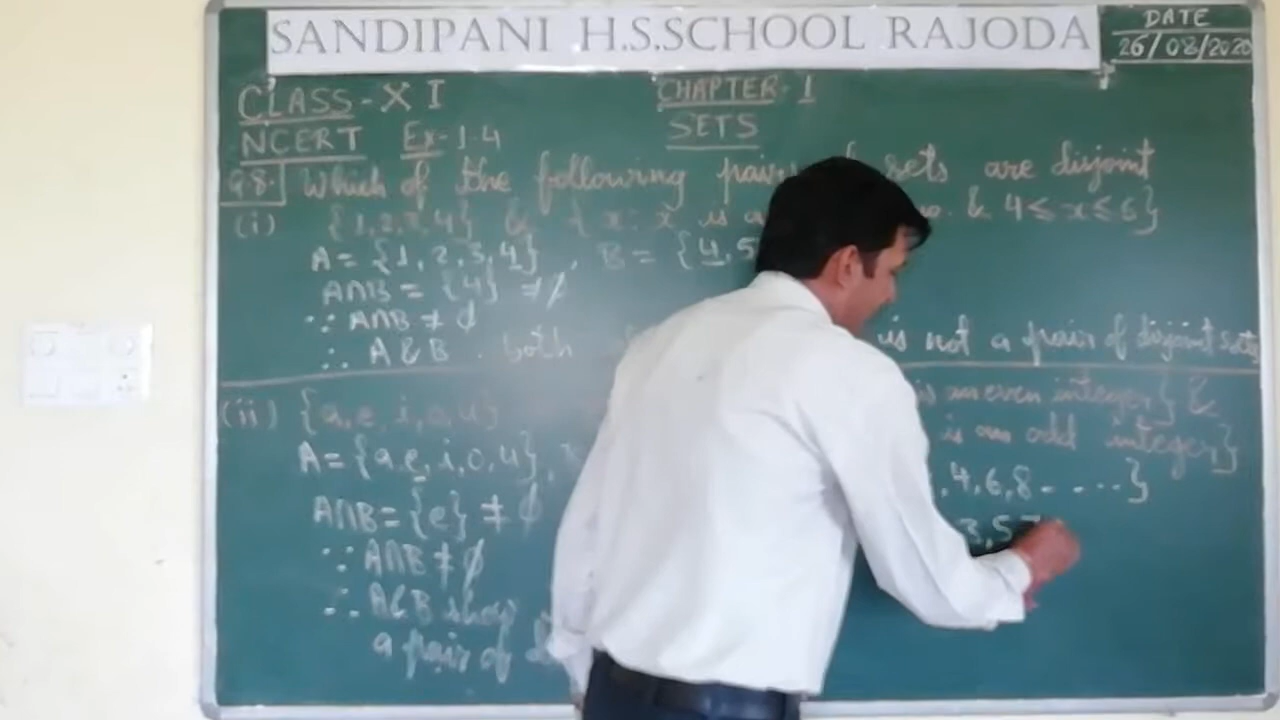 SANDIPANI H.S.SCHOOL RAJODA
DATE
26/08/2020
CLASS-XI
CHAPTER-1
NCERT Ex-1.4
SETS
Q.8. Which of the following sets are disjoint
(i) {1,2,3,4} & {x: x is & 4≤x≤6}
A={1,2,3,4}, B={4,5
A∩B={4} ≠ϕ
∵ A∩B≠ϕ
∴ A&B both is not a pair of disjoint sets
(ii) {a,e,i,o,u}
is an even integer} &
is an odd integer}
A={a,e,i,o,u},
,4,6,8-----}
A∩B={e} ≠ϕ
3,5,7
∵ A∩B≠ϕ
∴ A&B show
a pair of